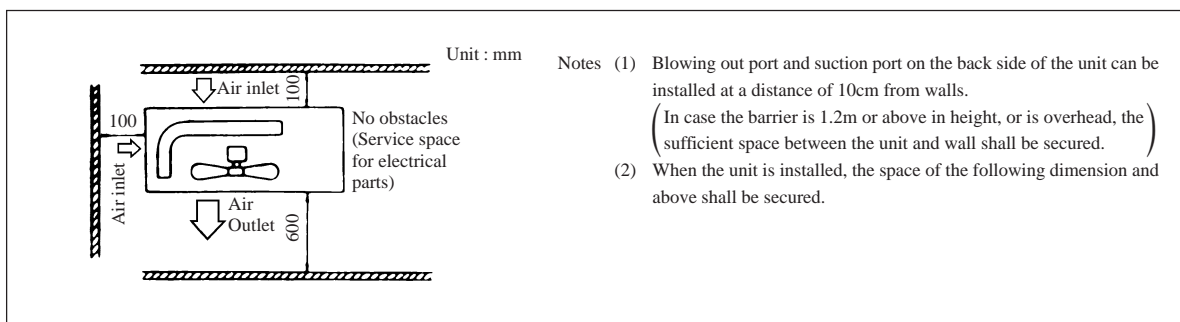 Unit : mm
Air inlet
100
100
Air inlet
No obstacles
(Service space
for electrical
parts)
Air
Outlet
600
Notes (1) Blowing out port and suction port on the back side of the unit can be
installed at a distance of 10cm from walls.
(In case the barrier is 1.2m or above in height, or is overhead, the
sufficient space between the unit and wall shall be secured.)
(2) When the unit is installed, the space of the following dimension and
above shall be secured.